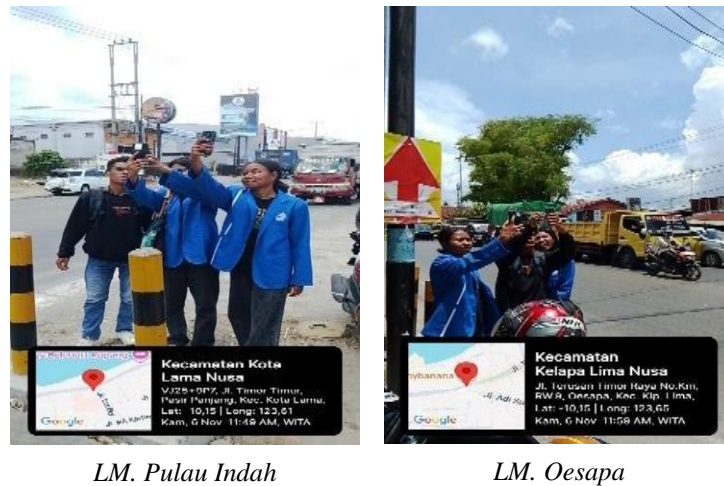 Kecamatan Kota
Lama Nusa
VJ25+9P7, Jl. Timor Timur,
Pasir Panjang, Kec. Kota Lama,
Lat: -10,15 | Long: 123,61
Kam, 6 Nov 11:49 AM, WITA
Google
Kecamatan
Kelapa Lima Nusa
Jl. Terusan Timor Raya No.Km,
RW.9, Oesapa, Kec. Klp. Lima,
Lat: -10,15 | Long: 123,65
Kam, 6 Nov 11:59 AM, WITA
Google
LM. Pulau Indah
LM. Oesapa